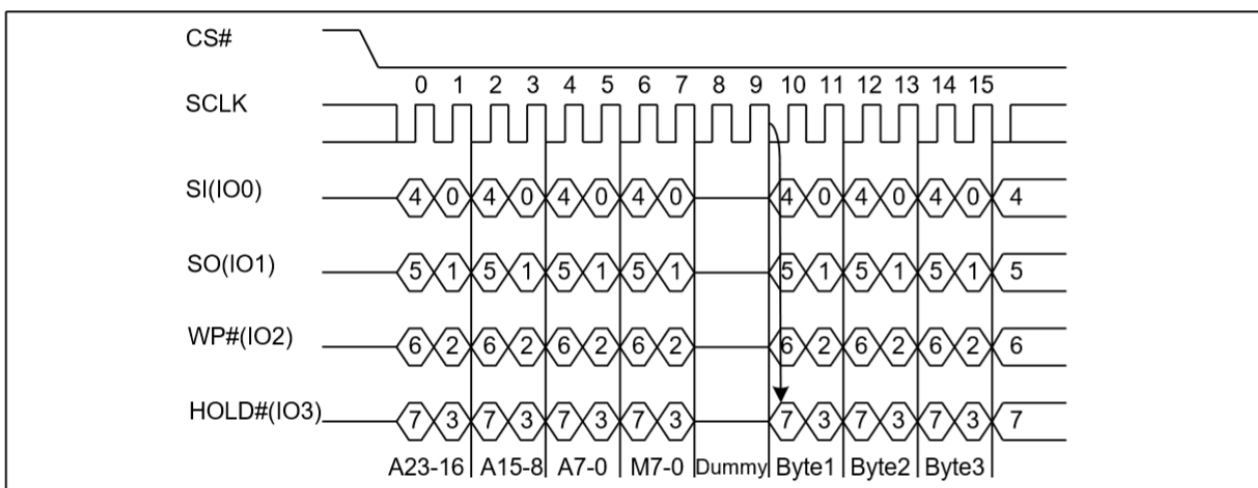 CS#
0 1 2 3 4 5 6 7 8 9 10 11 12 13 14 15
SCLK
SI(IO0) 4 0 4 0 4 0 4 0 4 0 4 0 4 0 4
SO(IO1) 5 1 5 1 5 1 5 1 5 1 5 1 5 1 5
WP#(IO2) 6 2 6 2 6 2 6 2 6 2 6 2 6 2 6
HOLD#(IO3) 7 3 7 3 7 3 7 3 7 3 7 3 7 3 7
A23-16 A15-8 A7-0 M7-0 Dummy Byte1 Byte2 Byte3